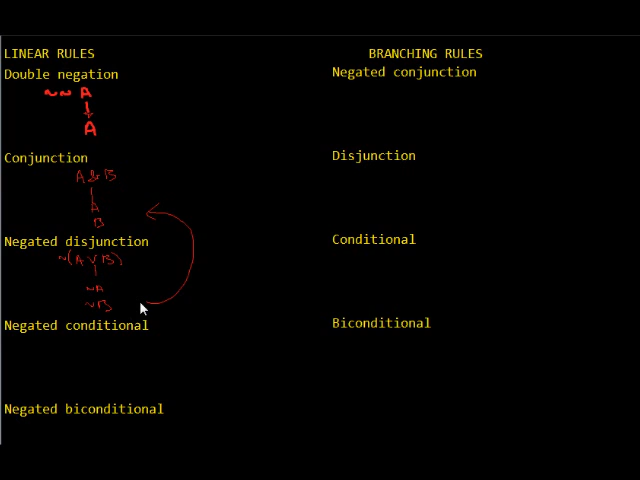 LINEAR RULES
Double negation
~~ A
A
Conjunction
A & B
A
B
Negated disjunction
~(A ∨ B)
~A
~B
Negated conditional
Negated biconditional
BRANCHING RULES
Negated conjunction
Disjunction
Conditional
Biconditional